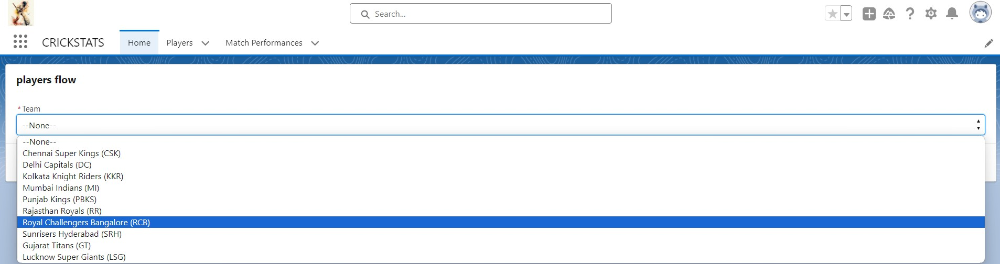 Search...
CRICKSTATS
Home
Players
Match Performances
players flow
*Team
--None--
--None--
Chennai Super Kings (CSK)
Delhi Capitals (DC)
Kolkata Knight Riders (KKR)
Mumbai Indians (MI)
Punjab Kings (PBKS)
Rajasthan Royals (RR)
Royal Challengers Bangalore (RCB)
Sunrisers Hyderabad (SRH)
Gujarat Titans (GT)
Lucknow Super Giants (LSG)